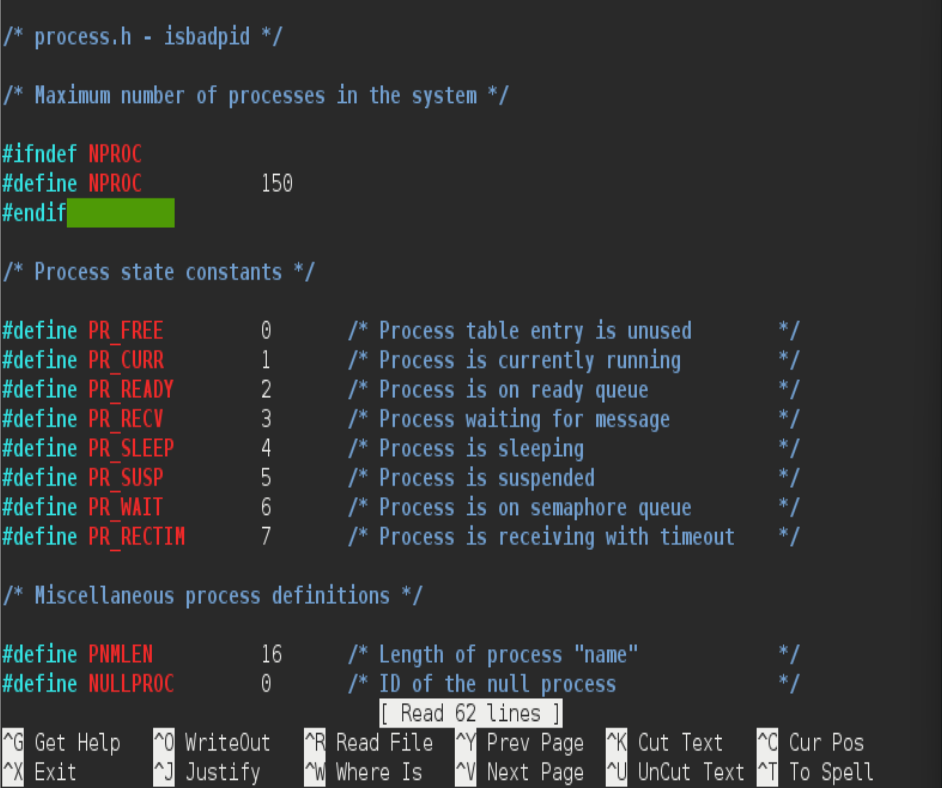 /* process.h - isbadpid */
/* Maximum number of processes in the system */
#ifndef NPROC
#define NPROC 150
#endif
/* Process state constants */
#define PR_FREE 0 /* Process table entry is unused */
#define PR_CURR 1 /* Process is currently running */
#define PR_READY 2 /* Process is on ready queue */
#define PR_RECV 3 /* Process waiting for message */
#define PR_SLEEP 4 /* Process is sleeping */
#define PR_SUSP 5 /* Process is suspended */
#define PR_WAIT 6 /* Process is on semaphore queue */
#define PR_RECTIM 7 /* Process is receiving with timeout */
/* Miscellaneous process definitions */
#define PNMLEN 16 /* Length of process "name" */
#define NULLPROC 0 /* ID of the null process */
[ Read 62 lines ]
^G Get Help ^O WriteOut ^R Read File ^Y Prev Page ^K Cut Text ^C Cur Pos
^X Exit ^J Justify ^W Where Is ^V Next Page ^U UnCut Text ^T To Spell